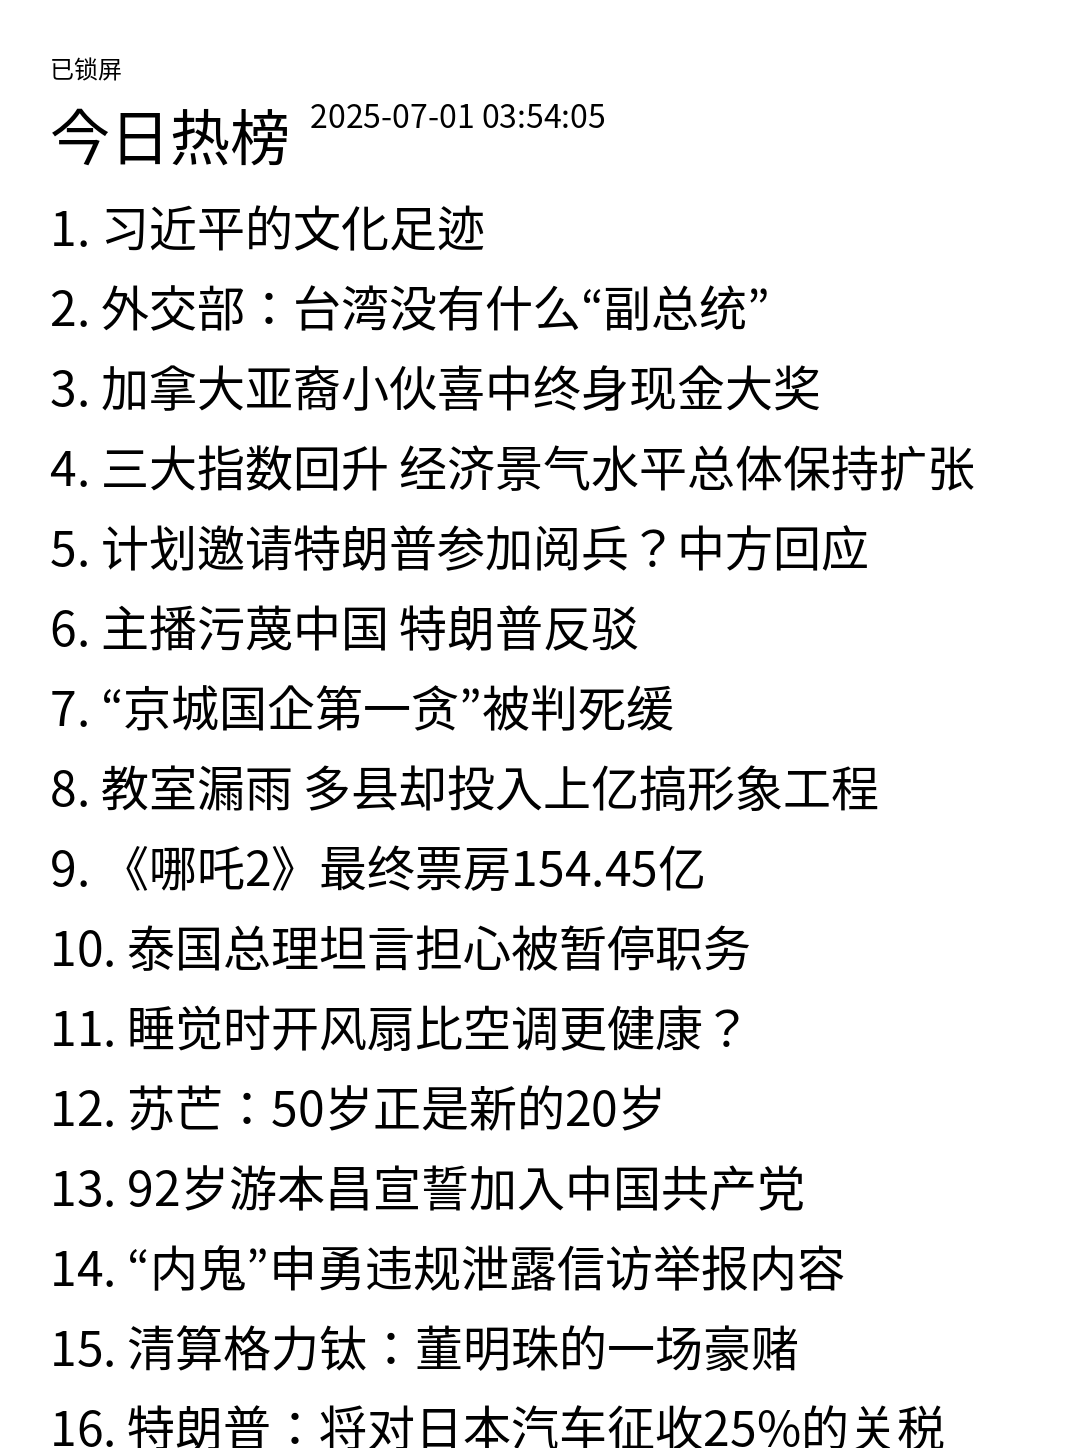 已锁屏
今日热榜 2025-07-01 03:54:05
1. 习近平的文化足迹
2. 外交部：台湾没有什么“副总统”
3. 加拿大亚裔小伙喜中终身现金大奖
4. 三大指数回升 经济景气水平总体保持扩张
5. 计划邀请特朗普参加阅兵？中方回应
6. 主播污蔑中国 特朗普反驳
7. “京城国企第一贪”被判死缓
8. 教室漏雨 多县却投入上亿搞形象工程
9. 《哪吒2》最终票房154.45亿
10. 泰国总理坦言担心被暂停职务
11. 睡觉时开风扇比空调更健康？
12. 苏芒：50岁正是新的20岁
13. 92岁游本昌宣誓加入中国共产党
14. “内鬼”申勇违规泄露信访举报内容
15. 清算格力钛：董明珠的一场豪赌
16. 特朗普：将对日本汽车征收25%的关税